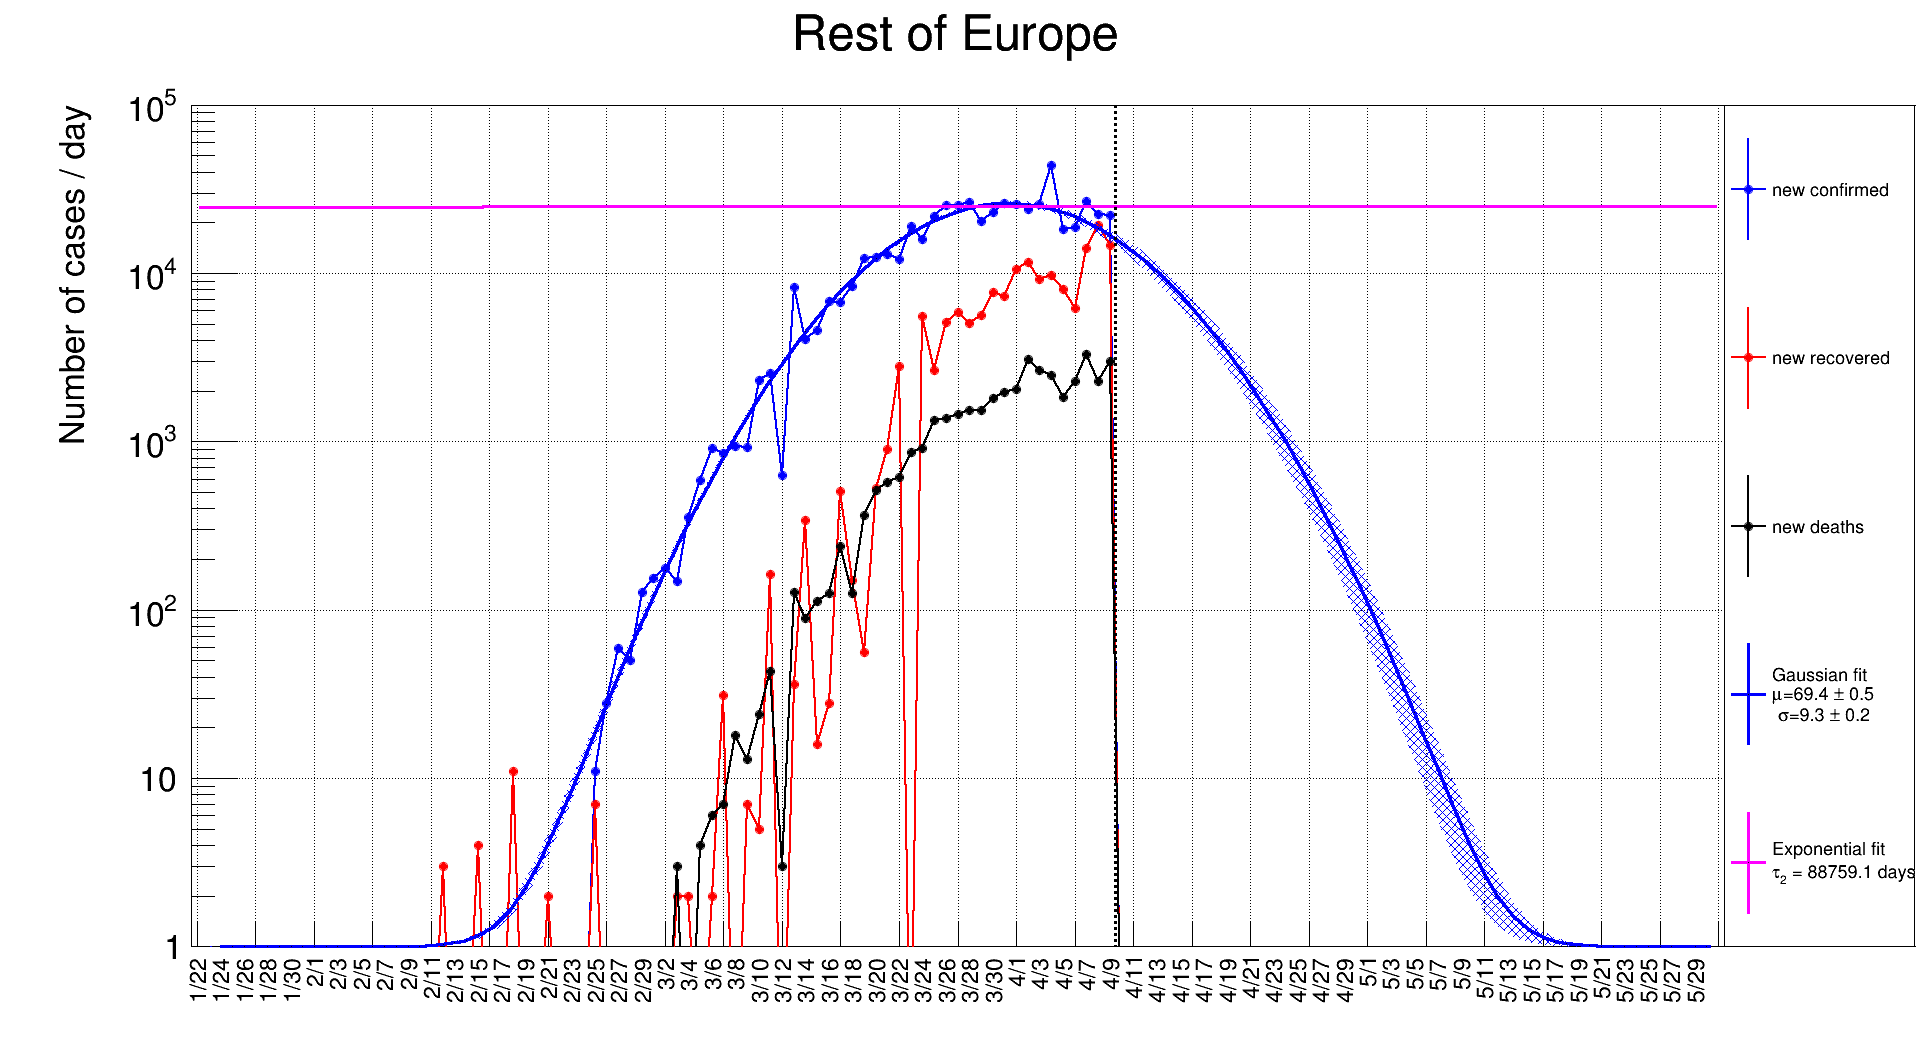 Rest of Europe
Number of cases / day
10^5
10^4
10^3
10^2
10
1
1/22 1/24 1/26 1/28 1/30 2/1 2/3 2/5 2/7 2/9 2/11 2/13 2/15 2/17 2/19 2/21 2/23 2/25 2/27 2/29 3/2 3/4 3/6 3/8 3/10 3/12 3/14 3/16 3/18 3/20 3/22 3/24 3/26 3/28 3/30 4/1 4/3 4/5 4/7 4/9 4/11 4/13 4/15 4/17 4/19 4/21 4/23 4/25 4/27 4/29 5/1 5/3 5/5 5/7 5/9 5/11 5/13 5/15 5/17 5/19 5/21 5/23 5/25 5/27 5/29
new confirmed
new recovered
new deaths
Gaussian fit
μ=69.4 ± 0.5
σ=9.3 ± 0.2
Exponential fit
τ₂ = 88759.1 days